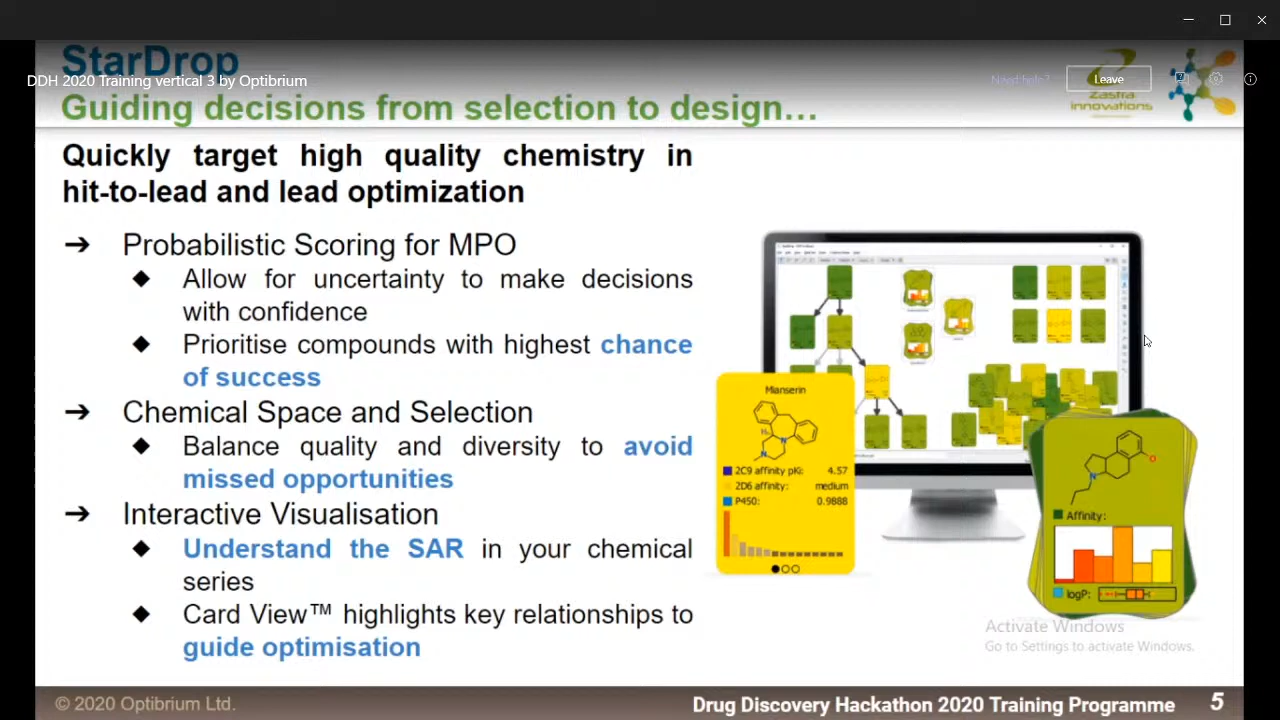 StarDrop
DDH 2020 Training vertical 3 by Optibrium
Need help?
Leave
Zastra
innovations
Guiding decisions from selection to design...
Quickly target high quality chemistry in
hit-to-lead and lead optimization
➔ Probabilistic Scoring for MPO
◆ Allow for uncertainty to make decisions
with confidence
◆ Prioritise compounds with highest chance
of success
➔ Chemical Space and Selection
◆ Balance quality and diversity to avoid
missed opportunities
➔ Interactive Visualisation
◆ Understand the SAR in your chemical
series
◆ Card View™ highlights key relationships to
guide optimisation
Mianserin
H
N
N
2C9 affinity pKi: 4.57
2D6 affinity: medium
P450: 0.9888
N
O
Affinity:
logP:
Activate Windows
Go to Settings to activate Windows.
© 2020 Optibrium Ltd.
Drug Discovery Hackathon 2020 Training Programme 5